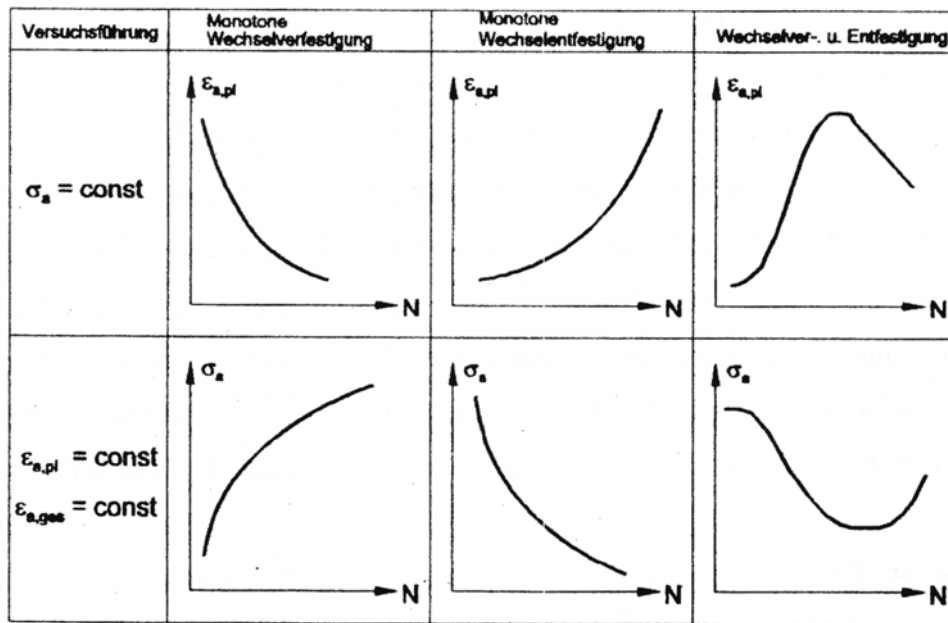 Versuchsführung
Monotone
Wechselverfestigung
Monotone
Wechselentfestigung
Wechselver-. u. Entfestigung
σa = const
εa,pl
N
εa,pl
N
εa,pl
N
εa,pl = const
εa,ges = const
σa
N
σa
N
σa
N